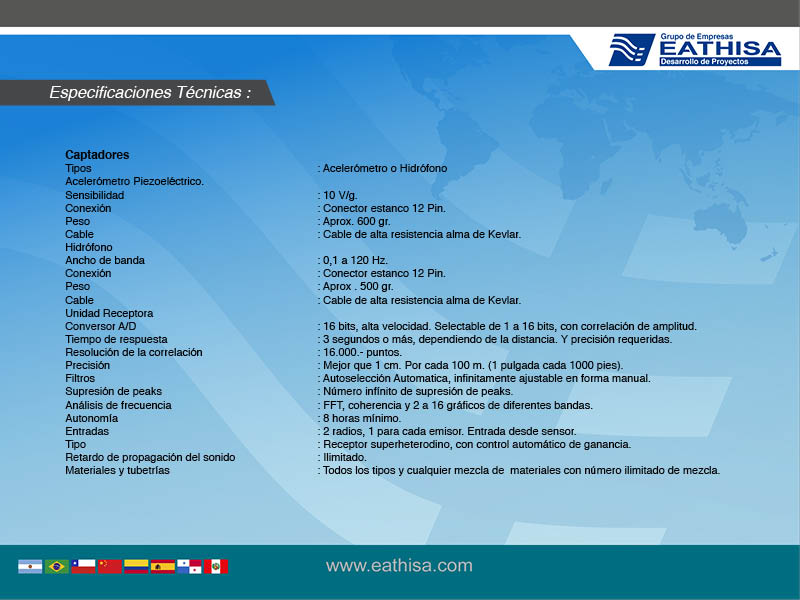 Grupo de Empresas
EATHISA
Desarrollo de Proyectos
Especificaciones Técnicas :
Captadores
Tipos : Acelerómetro o Hidrófono
Acelerómetro Piezoeléctrico.
Sensibilidad : 10 V/g.
Conexión : Conector estanco 12 Pin.
Peso : Aprox. 600 gr.
Cable : Cable de alta resistencia alma de Kevlar.
Hidrófono
Ancho de banda : 0,1 a 120 Hz.
Conexión : Conector estanco 12 Pin.
Peso : Aprox . 500 gr.
Cable : Cable de alta resistencia alma de Kevlar.
Unidad Receptora
Conversor A/D : 16 bits, alta velocidad. Selectable de 1 a 16 bits, con correlación de amplitud.
Tiempo de respuesta : 3 segundos o más, dependiendo de la distancia. Y precisión requeridas.
Resolución de la correlación : 16.000.- puntos.
Precisión : Mejor que 1 cm. Por cada 100 m. (1 pulgada cada 1000 pies).
Filtros : Autoselección Automatica, infinitamente ajustable en forma manual.
Supresión de peaks : Número infínito de supresión de peaks.
Análisis de frecuencia : FFT, coherencia y 2 a 16 gráficos de diferentes bandas.
Autonomía : 8 horas mínimo.
Entradas : 2 radios, 1 para cada emisor. Entrada desde sensor.
Tipo : Receptor superheterodino, con control automático de ganancia.
Retardo de propagación del sonido : Ilimitado.
Materiales y tubetrías : Todos los tipos y cualquier mezcla de materiales con número ilimitado de mezcla.
www.eathisa.com